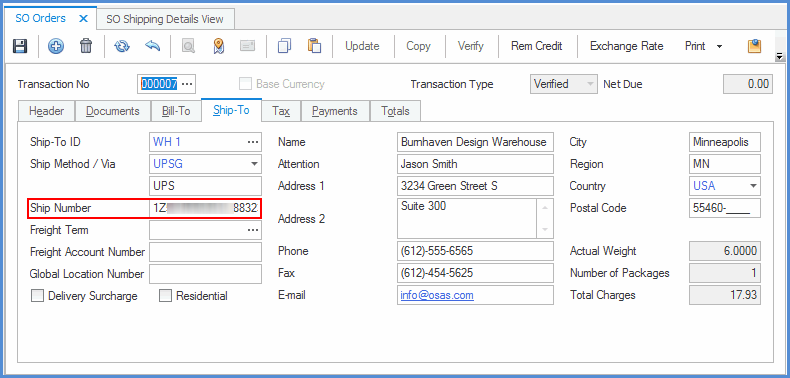 SO Orders × SO Shipping Details View
Update Copy Verify Rem Credit Exchange Rate Print
Transaction No 000007 ... Base Currency Transaction Type Verified Net Due 0.00
Header Documents Bill-To Ship-To Tax Payments Totals
Ship-To ID WH 1 ... Name Burnhaven Design Warehouse City Minneapolis
Ship Method / Via UPSG Attention Jason Smith Region MN
UPS Address 1 3234 Green Street S Country USA
Ship Number 1Z 8832 Address 2 Suite 300 Postal Code 55460-____
Freight Term ...
Freight Account Number Phone (612)-555-6565 Actual Weight 6.0000
Global Location Number Fax (612)-454-5625 Number of Packages 1
Delivery Surcharge Residential E-mail info@osas.com Total Charges 17.93